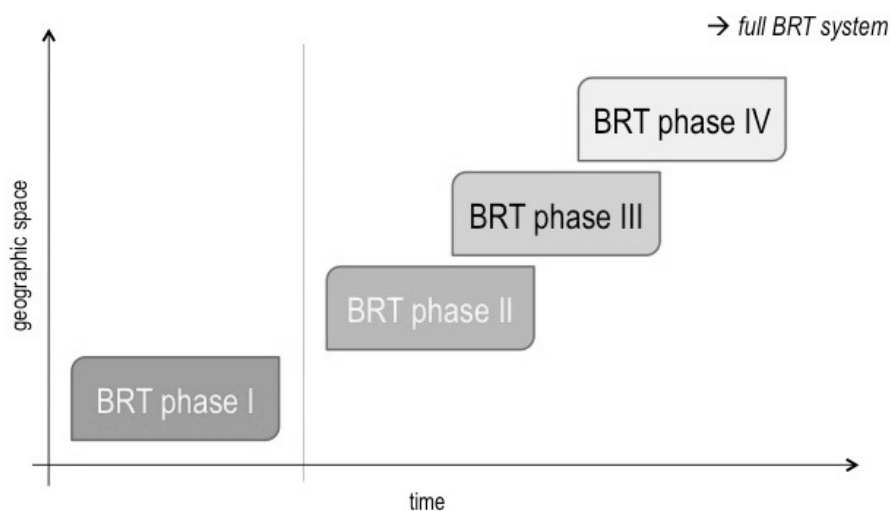 → full BRT system
BRT phase IV
BRT phase III
BRT phase II
BRT phase I
geographic space
time